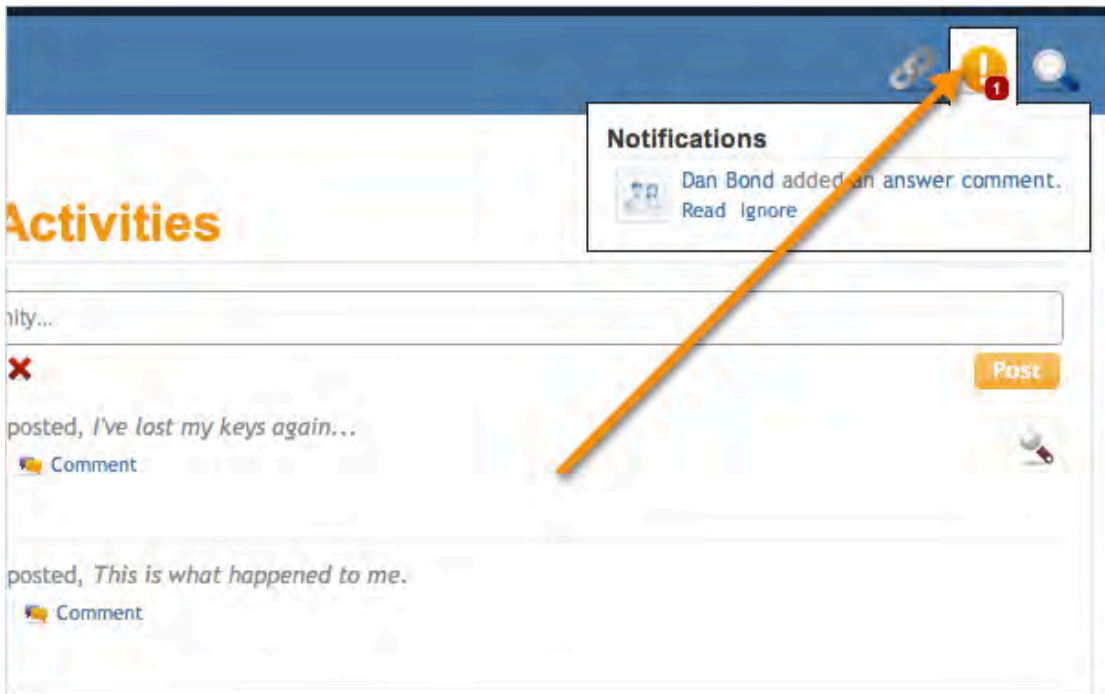 1
Notifications
Dan Bond added an answer comment.
Read Ignore
Activities
nity...
Post
posted, I've lost my keys again...
Comment
posted, This is what happened to me.
Comment